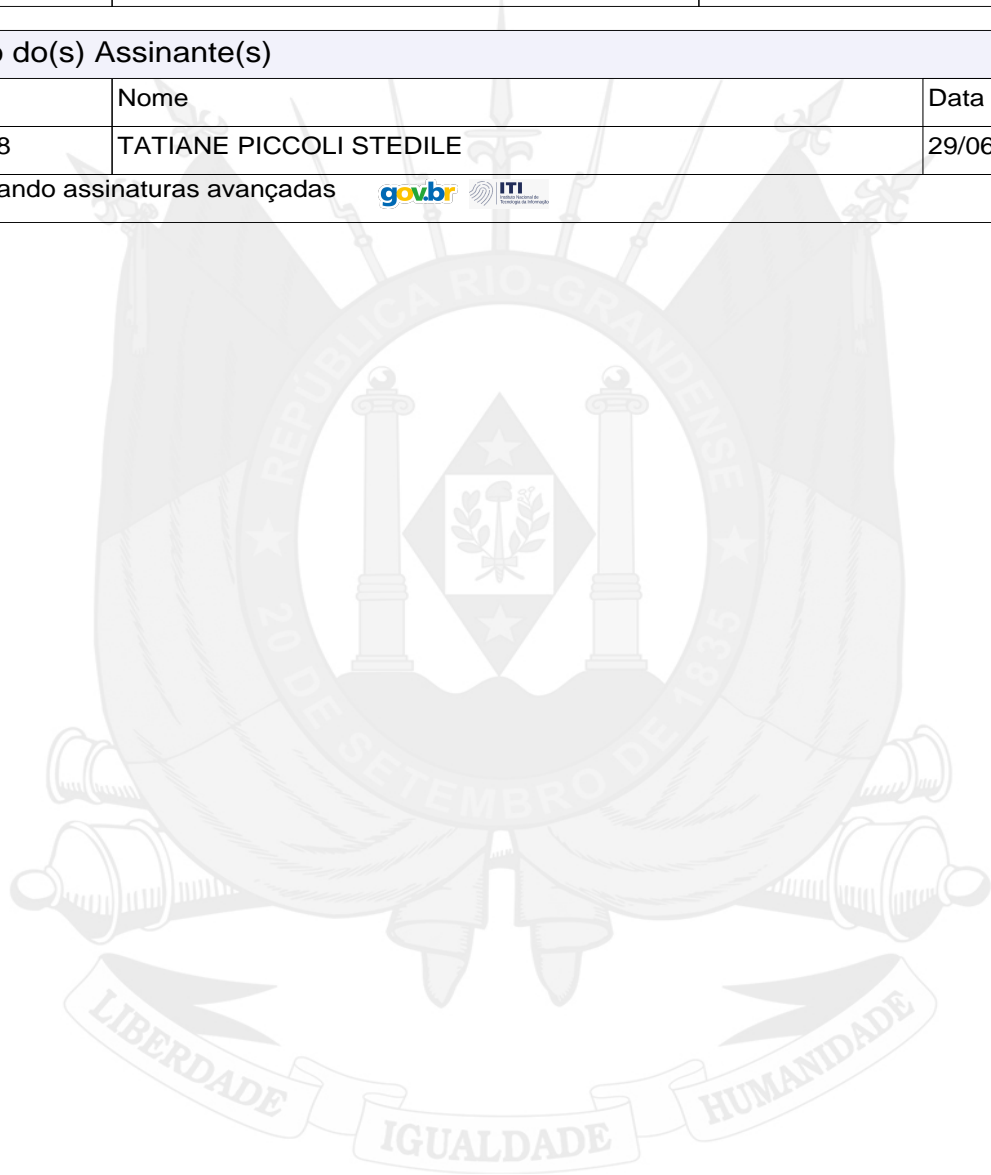 o do(s) Assinante(s)
Nome
Data
8
TATIANE PICCOLI STEDILE
29/06
ando assinaturas avançadas
gov.br
ITI
REPÚBLICA RIO-GRANDENSE
20 DE SETEMBRO DE 1835
LIBERDADE
IGUALDADE
HUMANIDADE